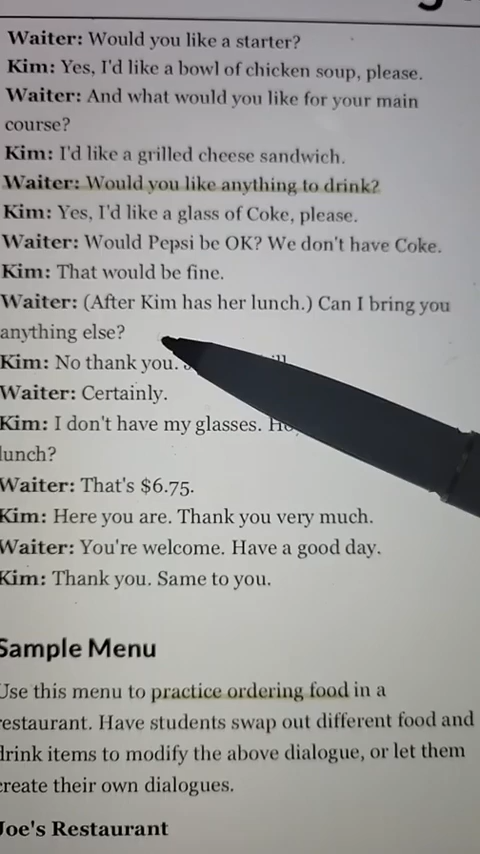 Waiter: Would you like a starter?
Kim: Yes, I'd like a bowl of chicken soup, please.
Waiter: And what would you like for your main
course?
Kim: I'd like a grilled cheese sandwich.
Waiter: Would you like anything to drink?
Kim: Yes, I'd like a glass of Coke, please.
Waiter: Would Pepsi be OK? We don't have Coke.
Kim: That would be fine.
Waiter: (After Kim has her lunch.) Can I bring you
anything else?
Kim: No thank you.
Waiter: Certainly.
Kim: I don't have my glasses.
lunch?
Waiter: That's $6.75.
Kim: Here you are. Thank you very much.
Waiter: You're welcome. Have a good day.
Kim: Thank you. Same to you.
Sample Menu
Use this menu to practice ordering food in a
restaurant. Have students swap out different food and
drink items to modify the above dialogue, or let them
create their own dialogues.
Joe's Restaurant